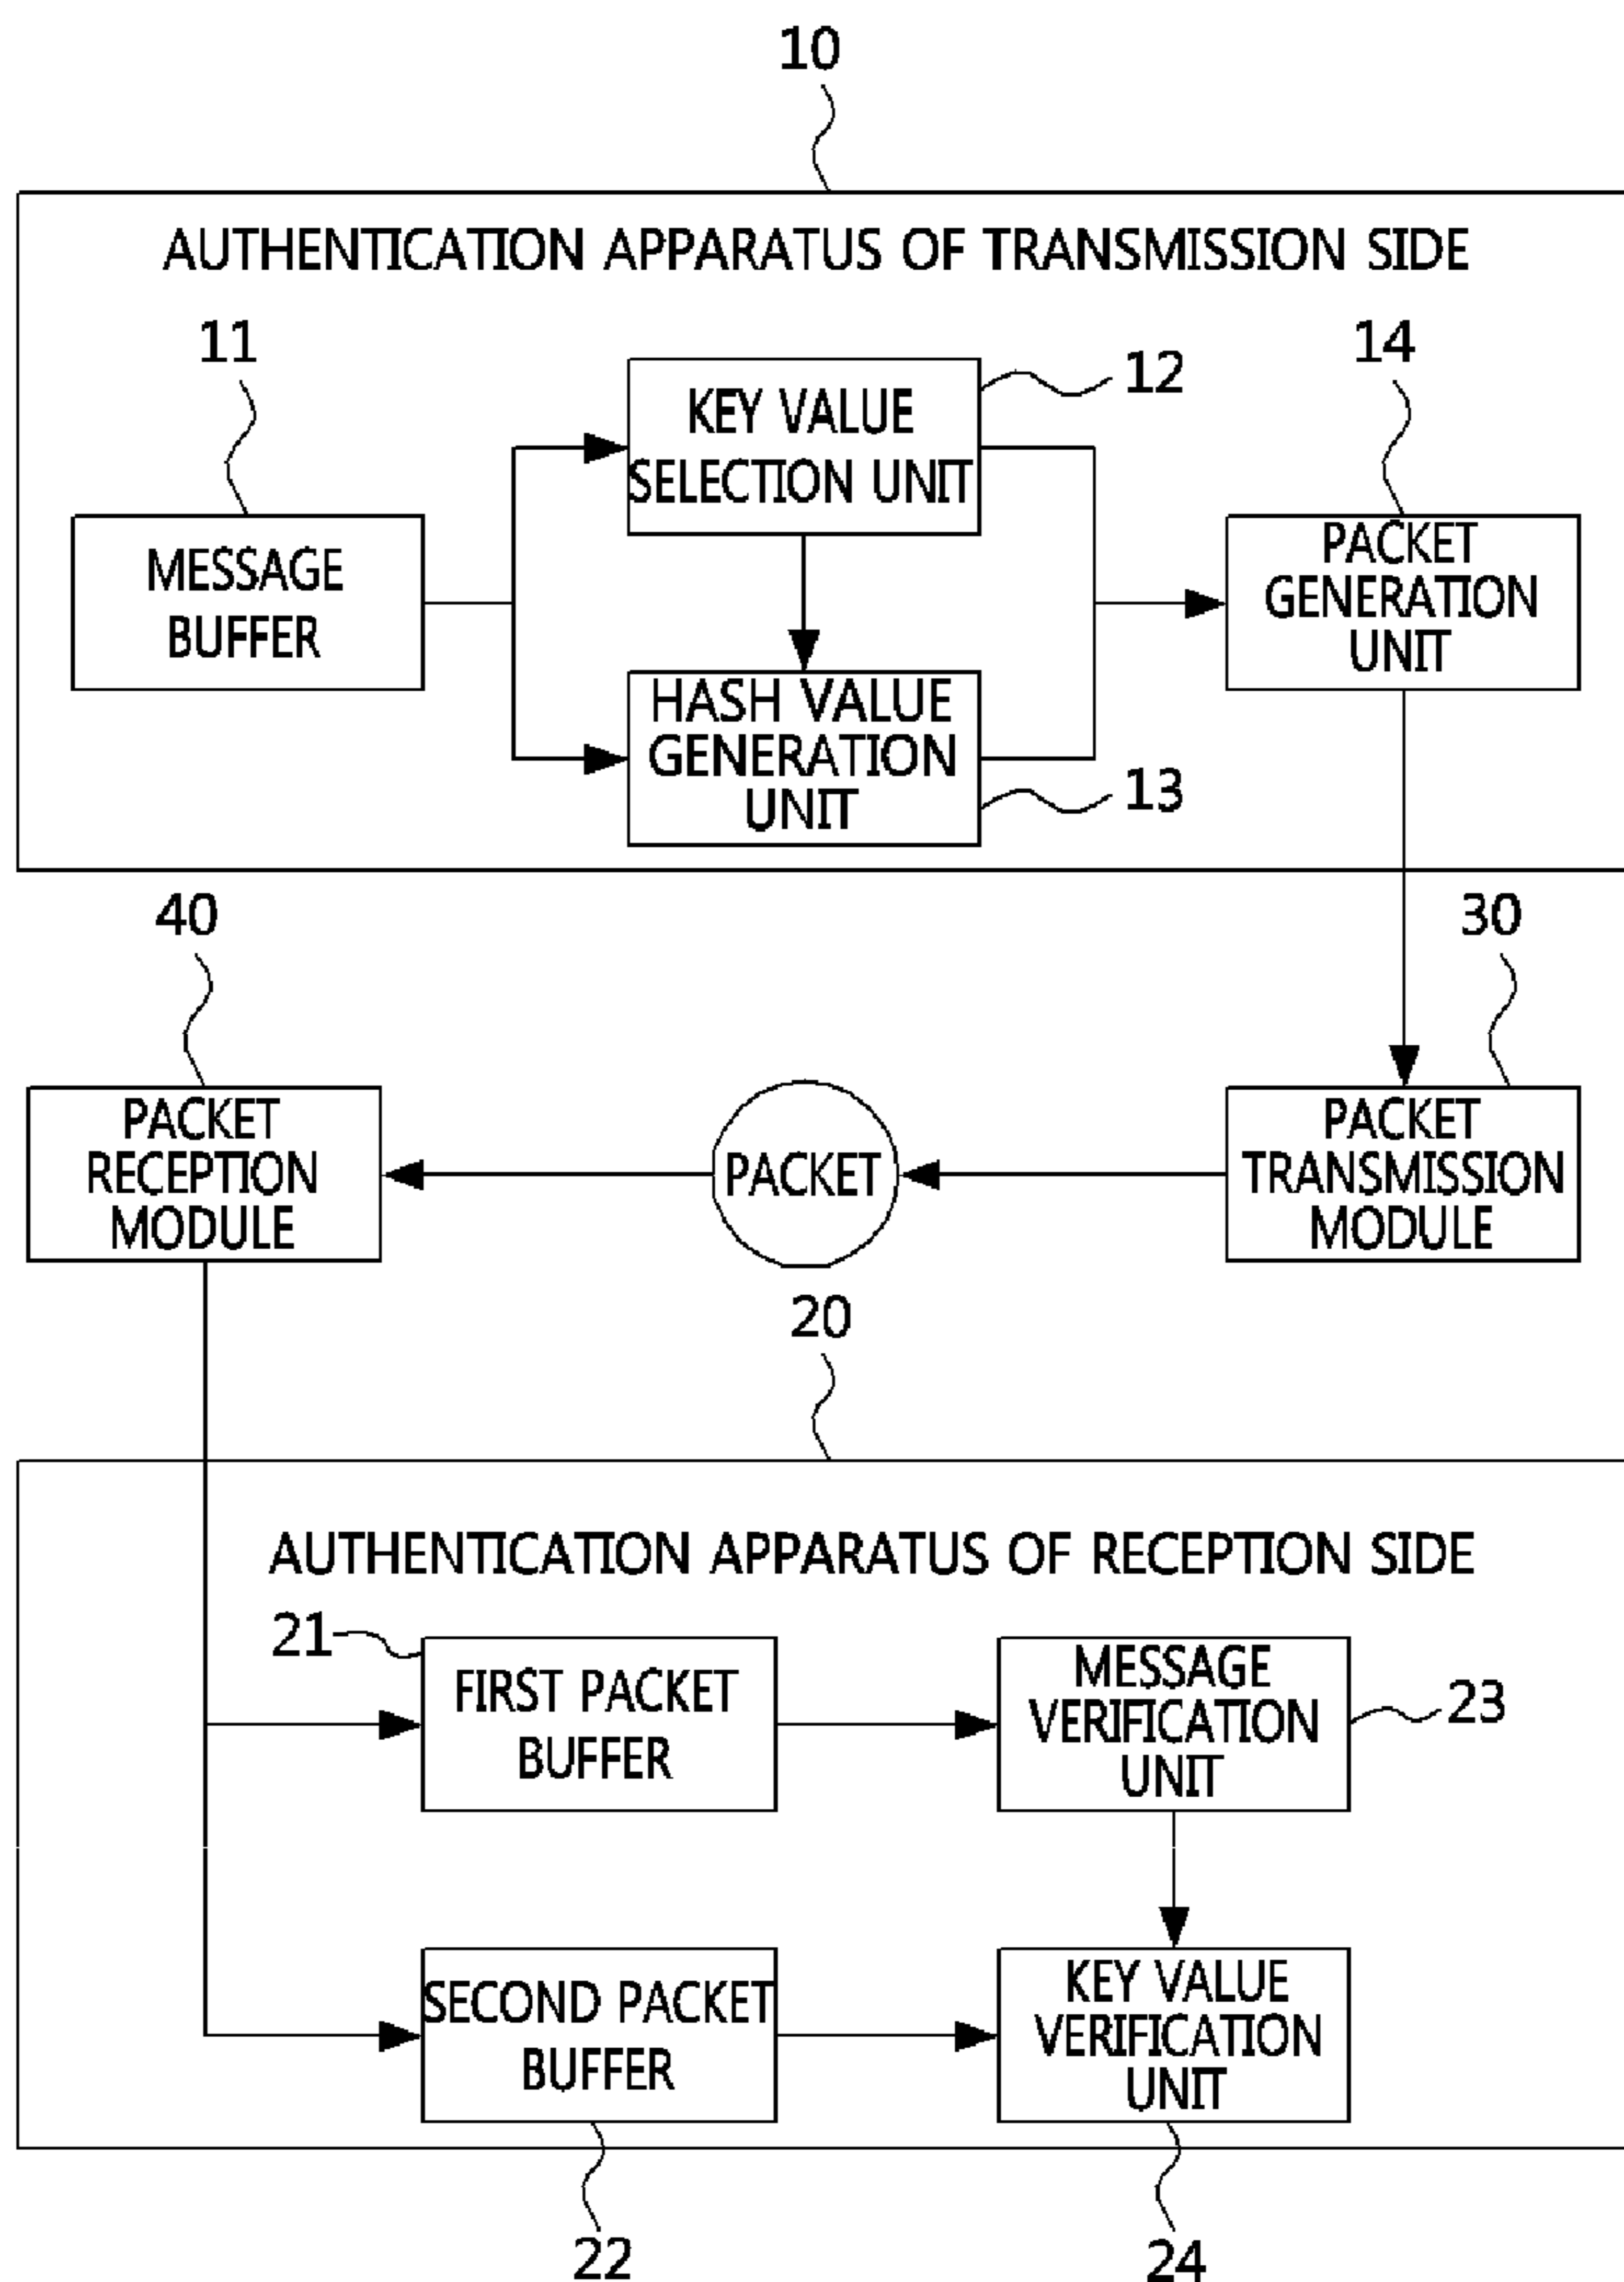 10
AUTHENTICATION APPARATUS OF TRANSMISSION SIDE
11
12
14
KEY VALUE
SELECTION UNIT
MESSAGE
BUFFER
PACKET
GENERATION
UNIT
HASH VALUE
GENERATION
UNIT
13
40
30
PACKET
RECEPTION
MODULE
PACKET
PACKET
TRANSMISSION
MODULE
20
AUTHENTICATION APPARATUS OF RECEPTION SIDE
21
FIRST PACKET
BUFFER
MESSAGE
VERIFICATION
UNIT
23
SECOND PACKET
BUFFER
KEY VALUE
VERIFICATION
UNIT
22
24